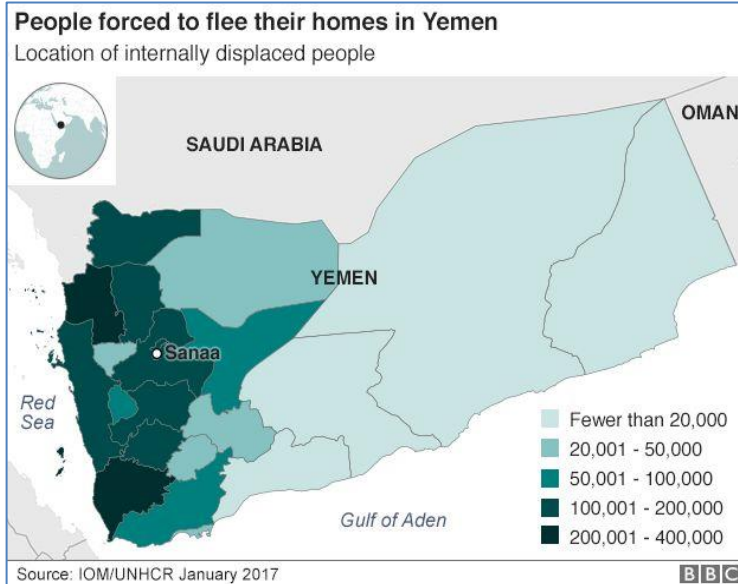 People forced to flee their homes in Yemen
Location of internally displaced people
SAUDI ARABIA
OMAN
YEMEN
Sanaa
Red
Sea
Gulf of Aden
Fewer than 20,000
20,001 - 50,000
50,001 - 100,000
100,001 - 200,000
200,001 - 400,000
Source: IOM/UNHCR January 2017
BBC